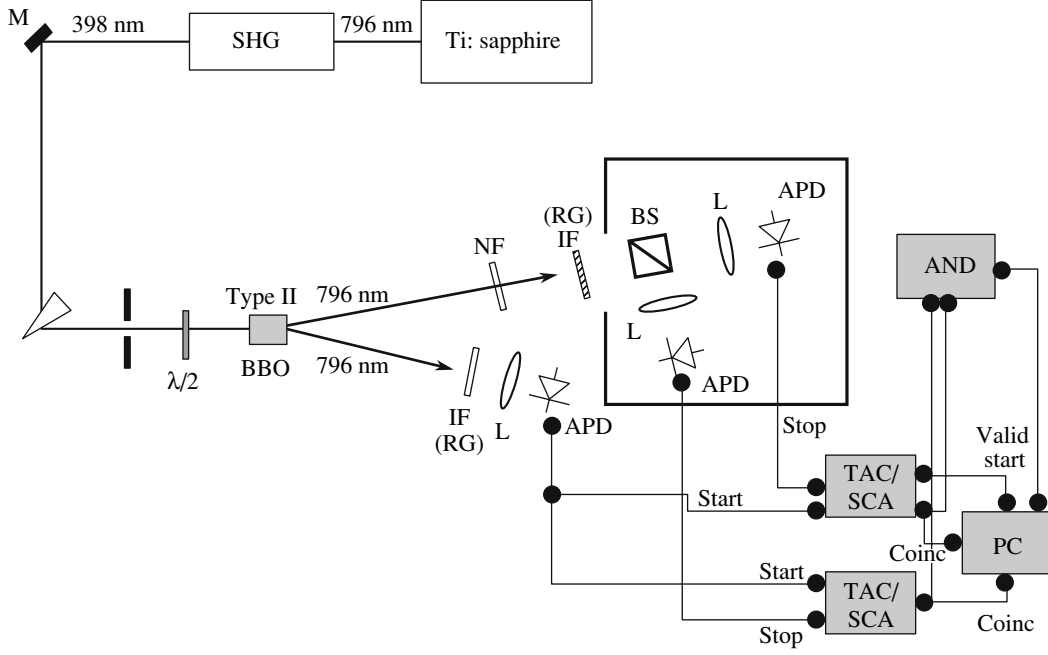 M
398 nm
SHG
796 nm
Ti: sapphire
(RG)
IF
BS
L
APD
NF
AND
Type II
796 nm
L
BBO
796 nm
λ/2
APD
IF
(RG)
L
APD
Stop
Valid
start
TAC/
SCA
Start
PC
Coinc
Start
TAC/
SCA
Stop
Coinc